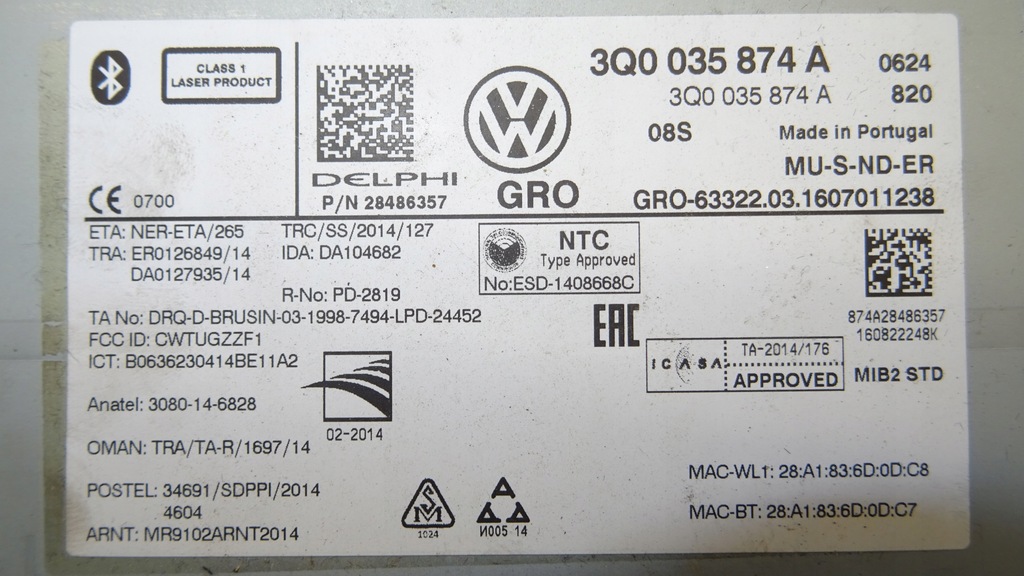 CLASS 1
LASER PRODUCT
CE 0700
DELPHI
P/N 28486357
GRO
3Q0 035 874 A 0624
3Q0 035 874 A 820
08S Made in Portugal
MU-S-ND-ER
GRO-63322.03.1607011238
ETA: NER-ETA/265 TRC/SS/2014/127
TRA: ER0126849/14 IDA: DA104682
DA0127935/14
R-No: PD-2819
TA No: DRQ-D-BRUSIN-03-1998-7494-LPD-24452
FCC ID: CWTUGZZF1
ICT: B0636230414BE11A2
NTC
Type Approved
No:ESD-1408668C
EAC
874A28486357
160822248K
ICASA TA-2014/176
APPROVED
MIB2 STD
Anatel: 3080-14-6828
02-2014
OMAN: TRA/TA-R/1697/14
POSTEL: 34691/SDPPI/2014
4604
ARNT: MR9102ARNT2014
1024
И005 14
MAC-WL1: 28:A1:83:6D:0D:C8
MAC-BT: 28:A1:83:6D:0D:C7